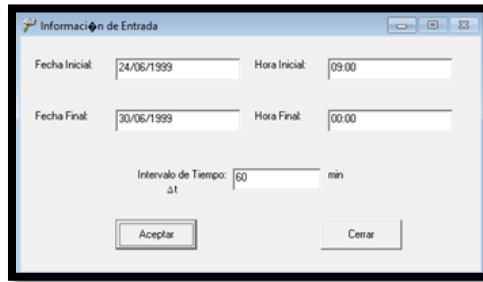 Informaci�n de Entrada
Fecha Inicial: 24/06/1999 Hora Inicial: 09:00
Fecha Final: 30/06/1999 Hora Final: 00:00
Intervalo de Tiempo: 60 min
Δt
Aceptar Cerrar